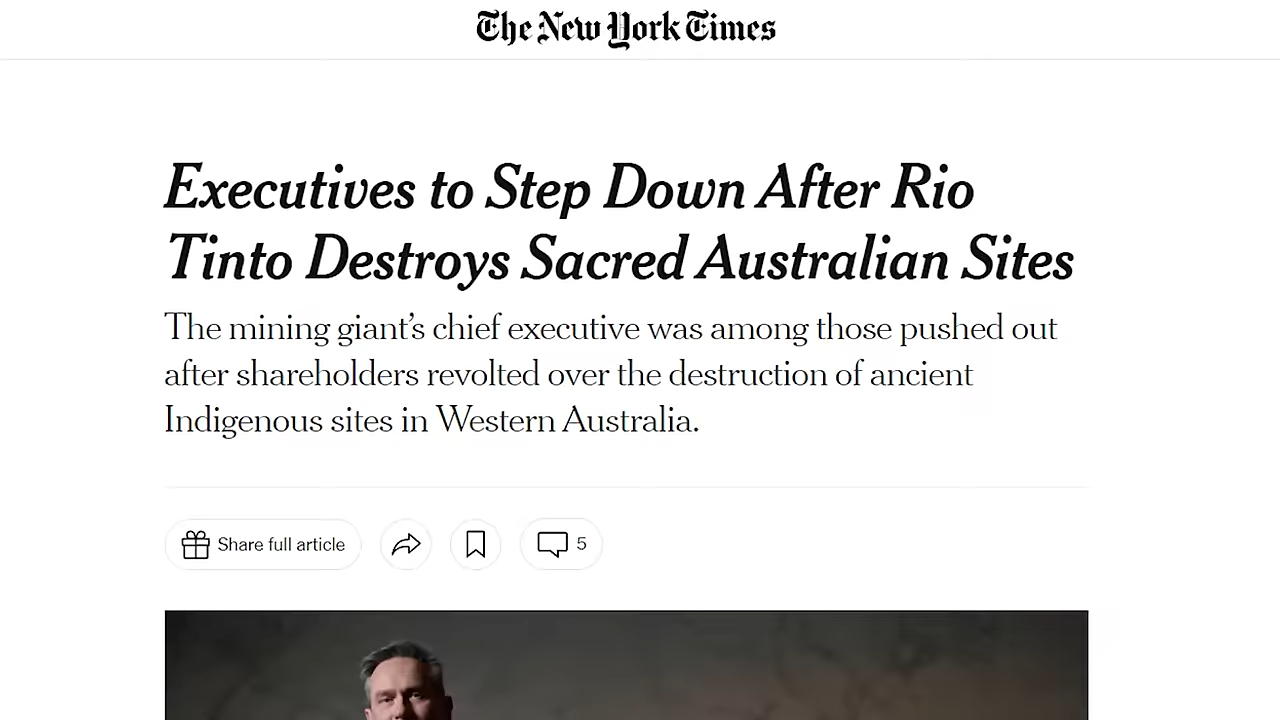 The New York Times
Executives to Step Down After Rio
Tinto Destroys Sacred Australian Sites
The mining giant’s chief executive was among those pushed out
after shareholders revolted over the destruction of ancient
Indigenous sites in Western Australia.
Share full article
5